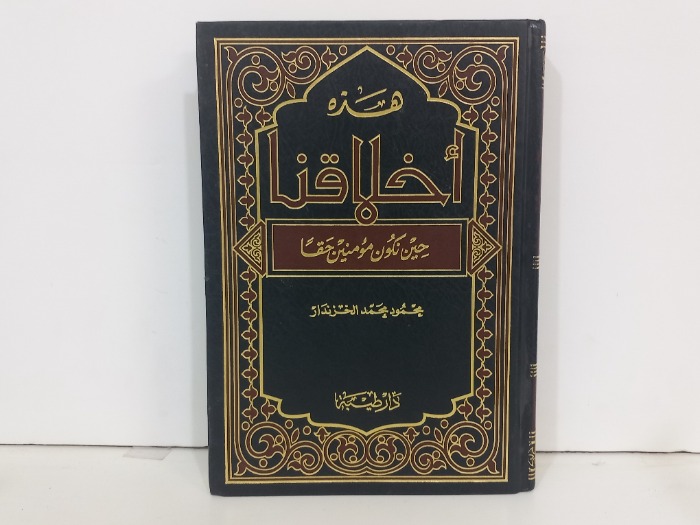 هذه
أخلاقنا
حين نكون مؤمنين حقا
محمود محمد الخزندار
دار طيبة